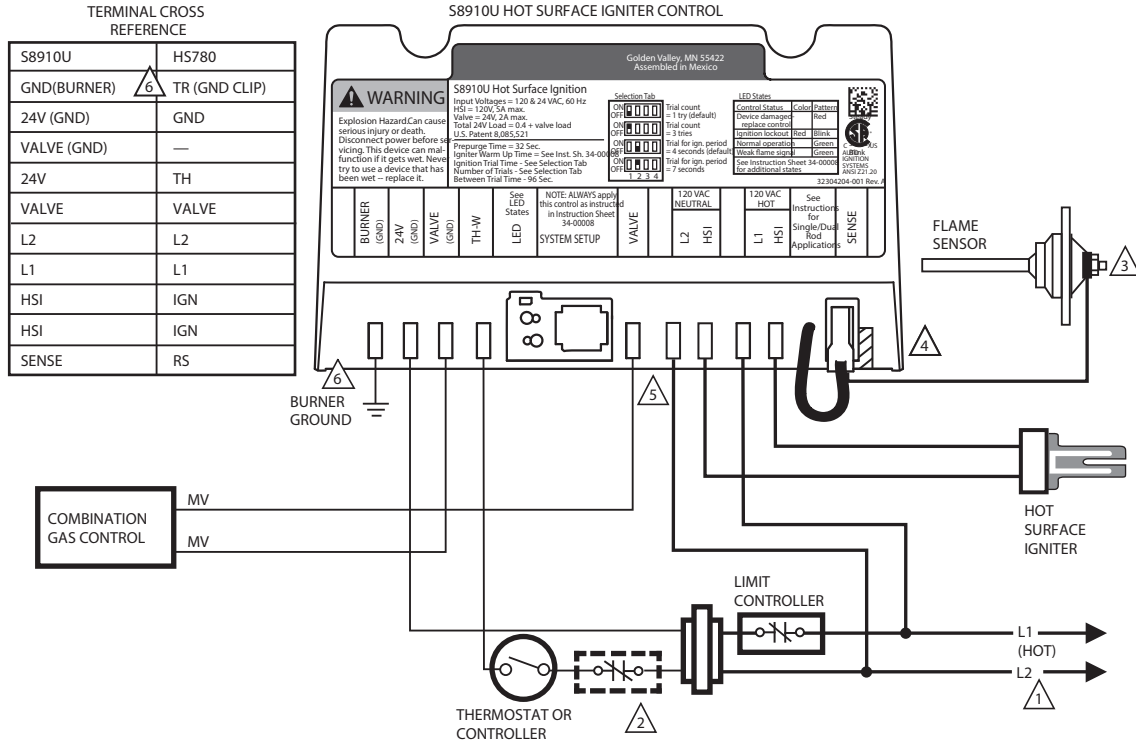 TERMINAL CROSS
REFERENCE
S8910U HS780
GND(BURNER) 6 TR (GND CLIP)
24V (GND) GND
VALVE (GND) —
24V TH
VALVE VALVE
L2 L2
L1 L1
HSI IGN
HSI IGN
SENSE RS
S8910U HOT SURFACE IGNITER CONTROL
Golden Valley, MN 55422
Assembled in Mexico
WARNING
Explosion Hazard.Can cause
serious injury or death.
Disconnect power before ser-
vicing. This device can mal-
function if it gets wet. Never
try to use a device that has
been wet – replace it.
S8910U Hot Surface Ignition
Input Voltages = 120 & 24 VAC, 60 Hz
HSI = 120V, 5A max.
Valve = 24V, 2A max.
Total 24V Load = 0.4 + valve load
U.S. Patent 8,085,521
Prepurge Time = 32 Sec.
Igniter Warm Up Time = See Inst. Sh. 34-00008
Ignition Trial Time - See Selection Tab
Number of Trials - See Selection Tab
Between Trial Time - 96 Sec.
Selection Tab
ON
OFF
Trial count
= 1 try (default)
ON
OFF
Trial count
= 3 tries
ON
OFF
Trial for ign. period
= 4 seconds (default
ON
OFF
Trial for ign. period
= 7 seconds
1 2 3 4
LED States
Control Status Color Pattern
Device damaged- Red
replace control
Ignition lockout Red Blink
Normal operation Green
Weak flame signal Green
See Instruction Sheet 34-00008
for additional states
IGNITION
SYSTEMS
ANSI Z21.20
32304204-001 Rev. A
BURNER
(GND)
24V
(GND)
VALVE
(GND)
TH-W
See
LED
States
LED
NOTE: ALWAYS apply
this control as instructed
in Instruction Sheet
34-00008
SYSTEM SETUP
VALVE
120 VAC
NEUTRAL
L2
HSI
120 VAC
HOT
L1
HSI
See
Instructions
for
Single/Dual
Rod
Applications
SENSE
FLAME
SENSOR
3
4
5
6
BURNER
GROUND
COMBINATION
GAS CONTROL
MV
MV
HOT
SURFACE
IGNITER
LIMIT
CONTROLLER
L1
(HOT)
L2
1
2
THERMOSTAT OR
CONTROLLER